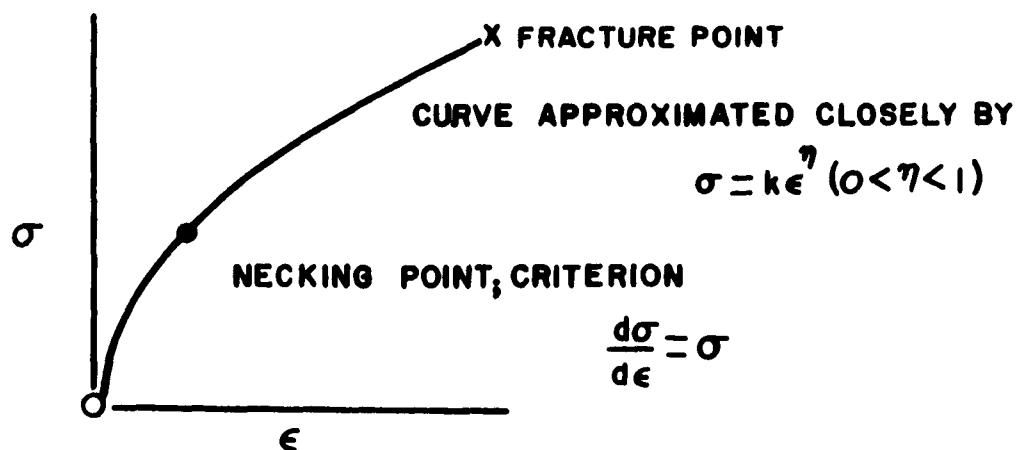 X FRACTURE POINT
CURVE APPROXIMATED CLOSELY BY
σ = kϵ^η (0<η<1)
σ
NECKING POINT; CRITERION
dσ/dϵ = σ
ϵ